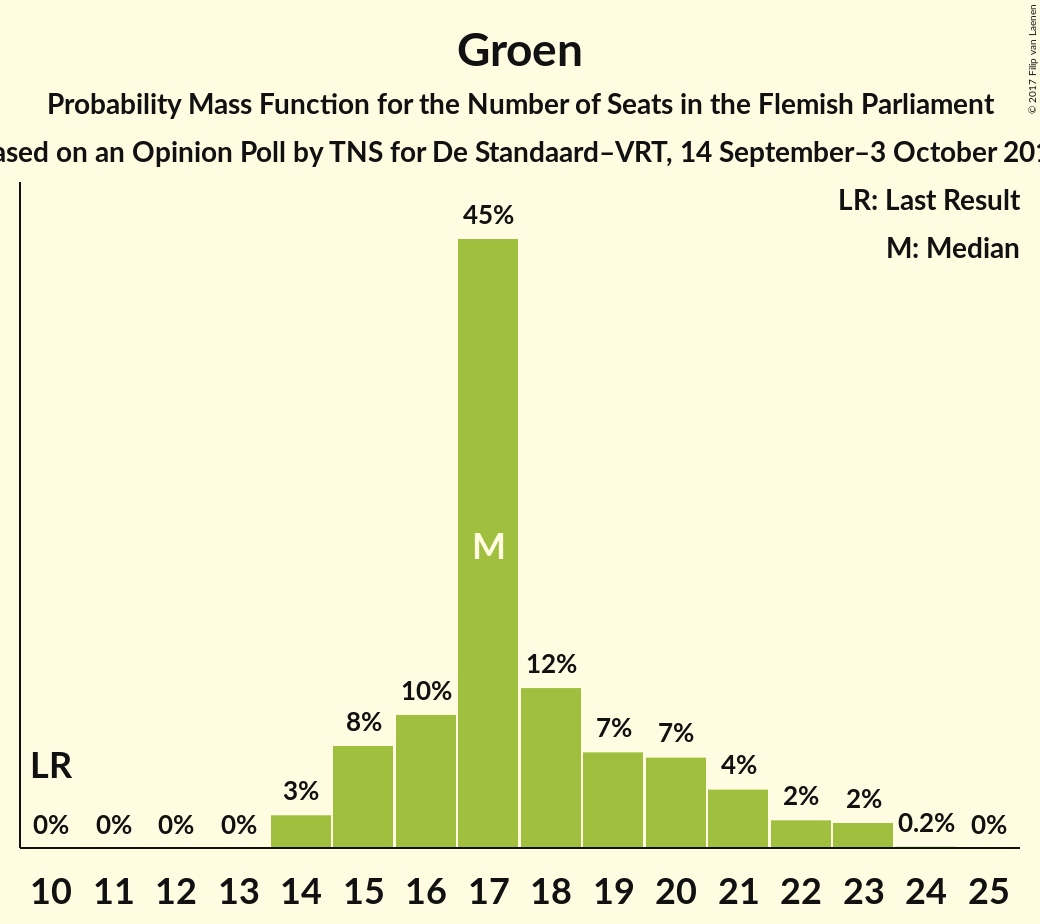 Groen
Probability Mass Function for the Number of Seats in the Flemish Parliament
on an Opinion Poll by TNS for De Standaard–VRT, 14 September–3 October
© 2017 Filip van Laenen
LR: Last Result
M: Median
45%
M
12%
10%
8%
7%
7%
4%
3%
2%
2%
0.2%
LR
0% 0% 0% 0% 0%
10 11 12 13 14 15 16 17 18 19 20 21 22 23 24 25